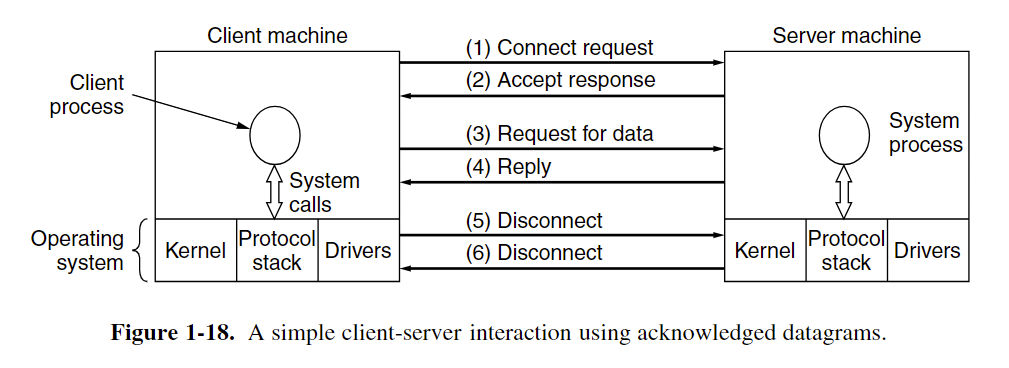 Client machine
Server machine
(1) Connect request
(2) Accept response
Client
process
(3) Request for data
(4) Reply
System
process
System
calls
(5) Disconnect
(6) Disconnect
Operating
system
Kernel
Protocol
stack
Drivers
Kernel
Protocol
stack
Drivers
Figure 1-18. A simple client-server interaction using acknowledged datagrams.